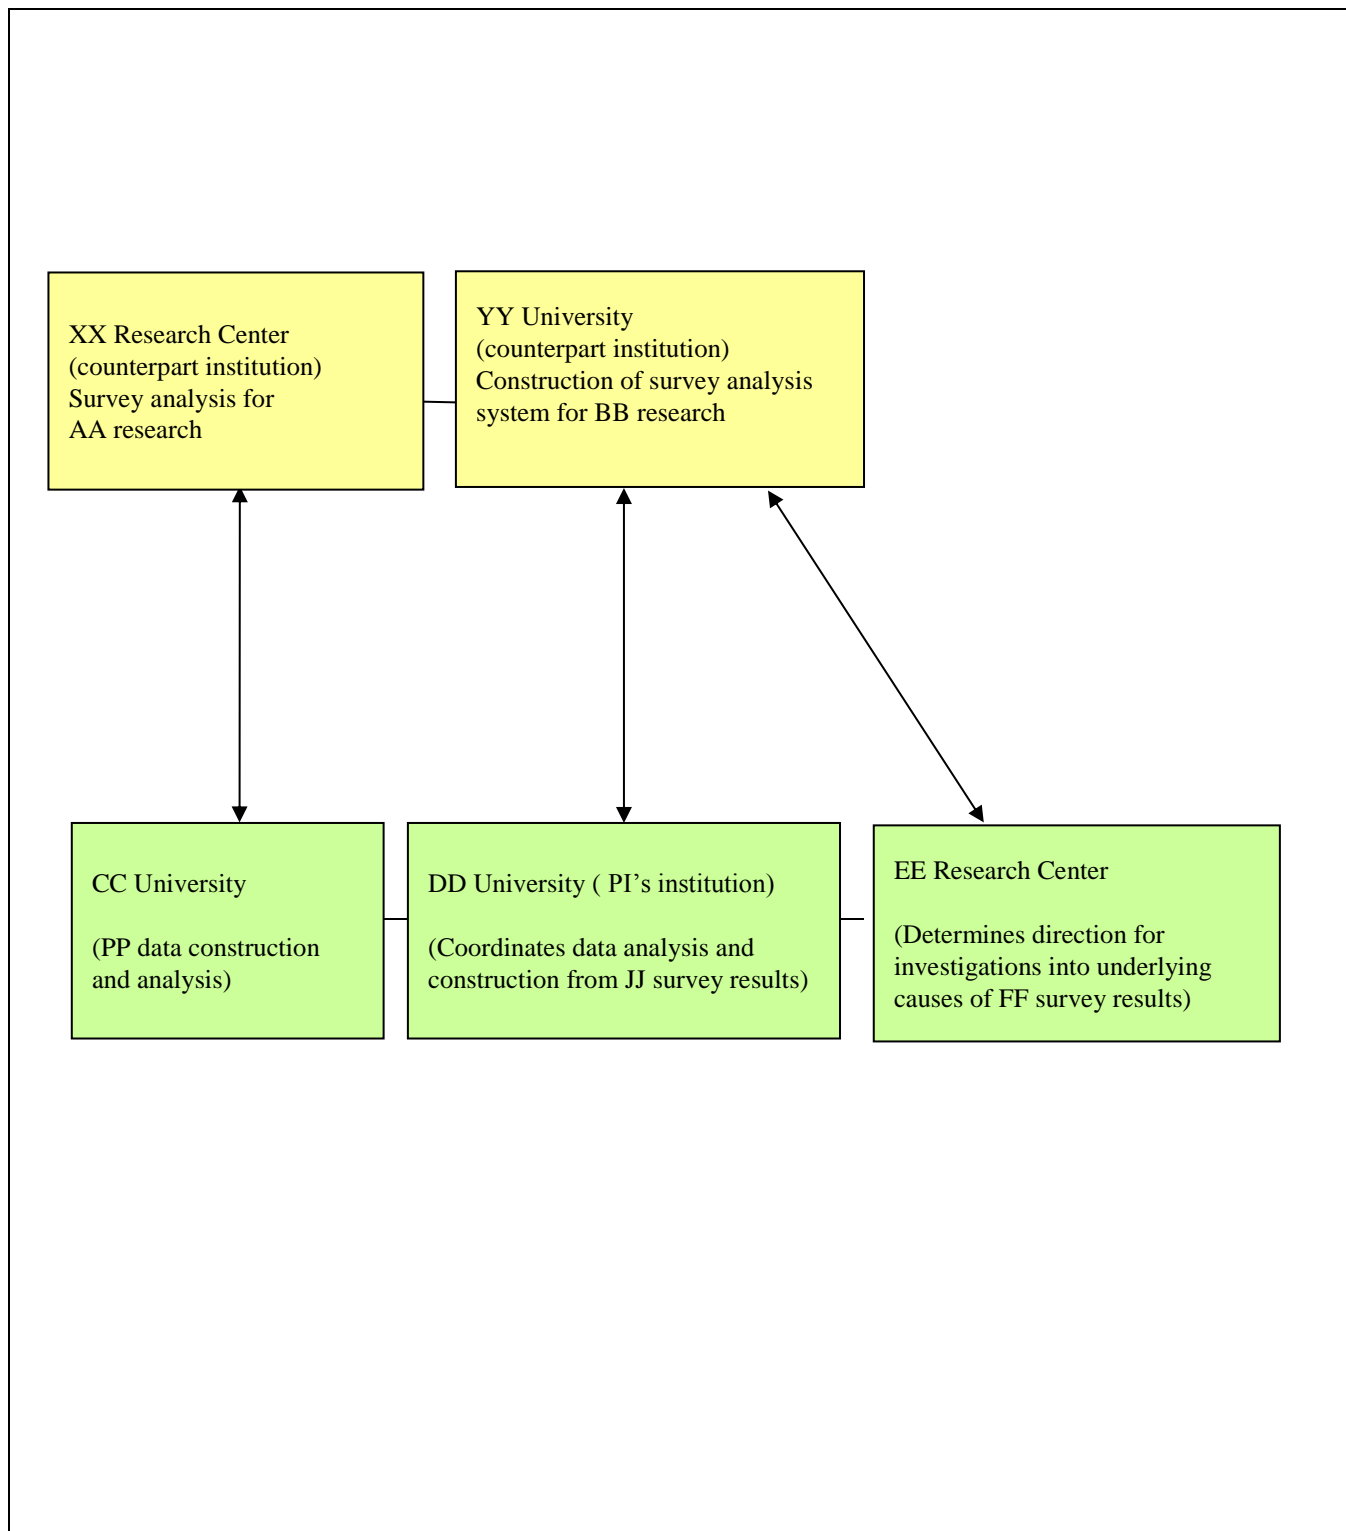 XX Research Center
(counterpart institution)
Survey analysis for
AA research
YY University
(counterpart institution)
Construction of survey analysis
system for BB research
CC University
(PP data construction
and analysis)
DD University ( PI’s institution)
(Coordinates data analysis and
construction from JJ survey results)
EE Research Center
(Determines direction for
investigations into underlying
causes of FF survey results)